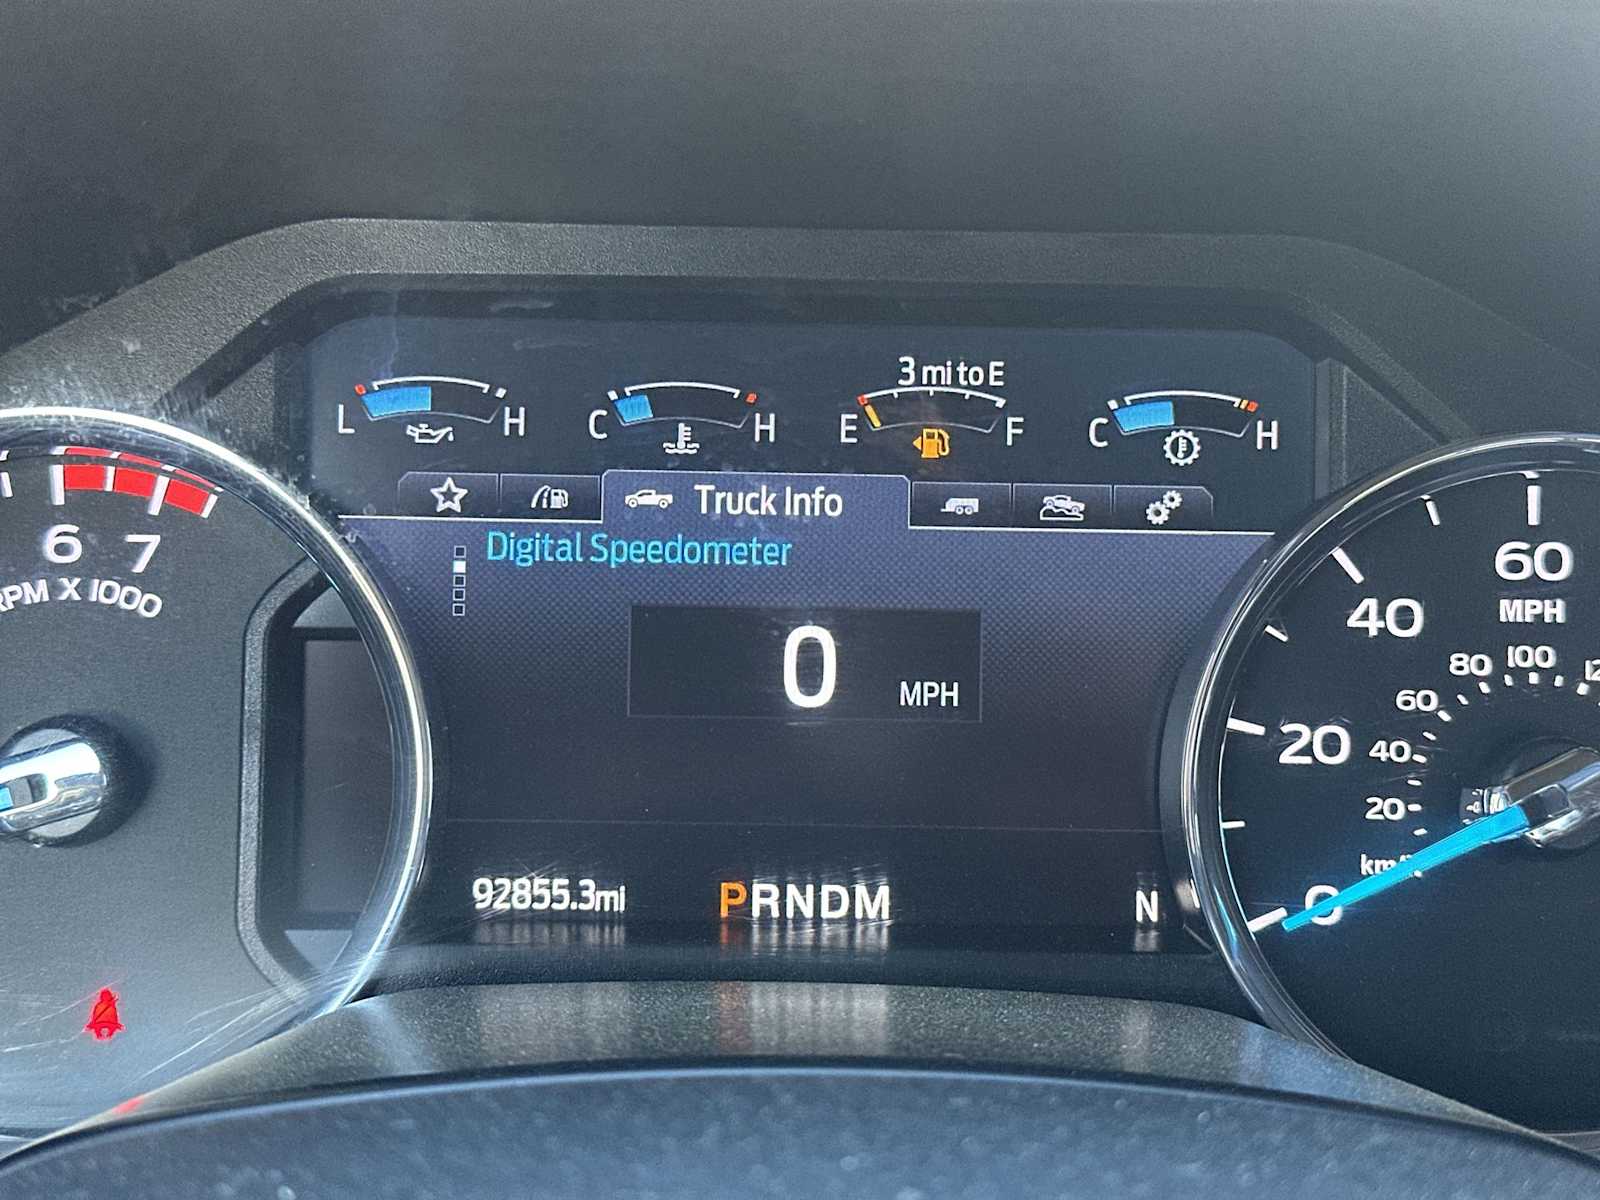 3 mi to E
L H
C H
E F
C H
Truck Info
Digital Speedometer
0 MPH
92855.3mi
PRNDM
N
6 7
RPM X 1000
60
MPH
40
20
0
100
80
60
40
20